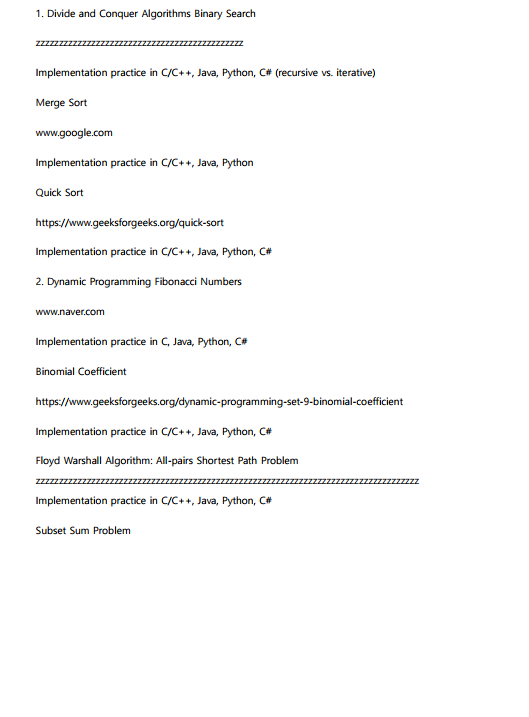 1. Divide and Conquer Algorithms Binary Search
zzzzzzzzzzzzzzzzzzzzzzzzzzzzzzzzzzzzzzzzzzzzz
Implementation practice in C/C++, Java, Python, C# (recursive vs. iterative)
Merge Sort
www.google.com
Implementation practice in C/C++, Java, Python
Quick Sort
https://www.geeksforgeeks.org/quick-sort
Implementation practice in C/C++, Java, Python, C#
2. Dynamic Programming Fibonacci Numbers
www.naver.com
Implementation practice in C, Java, Python, C#
Binomial Coefficient
https://www.geeksforgeeks.org/dynamic-programming-set-9-binomial-coefficient
Implementation practice in C/C++, Java, Python, C#
Floyd Warshall Algorithm: All-pairs Shortest Path Problem
zzzzzzzzzzzzzzzzzzzzzzzzzzzzzzzzzzzzzzzzzzzzzzzzzzzzzzzzzzzzzzzzzzzzzzzzzzzzzzzzzzz
Implementation practice in C/C++, Java, Python, C#
Subset Sum Problem